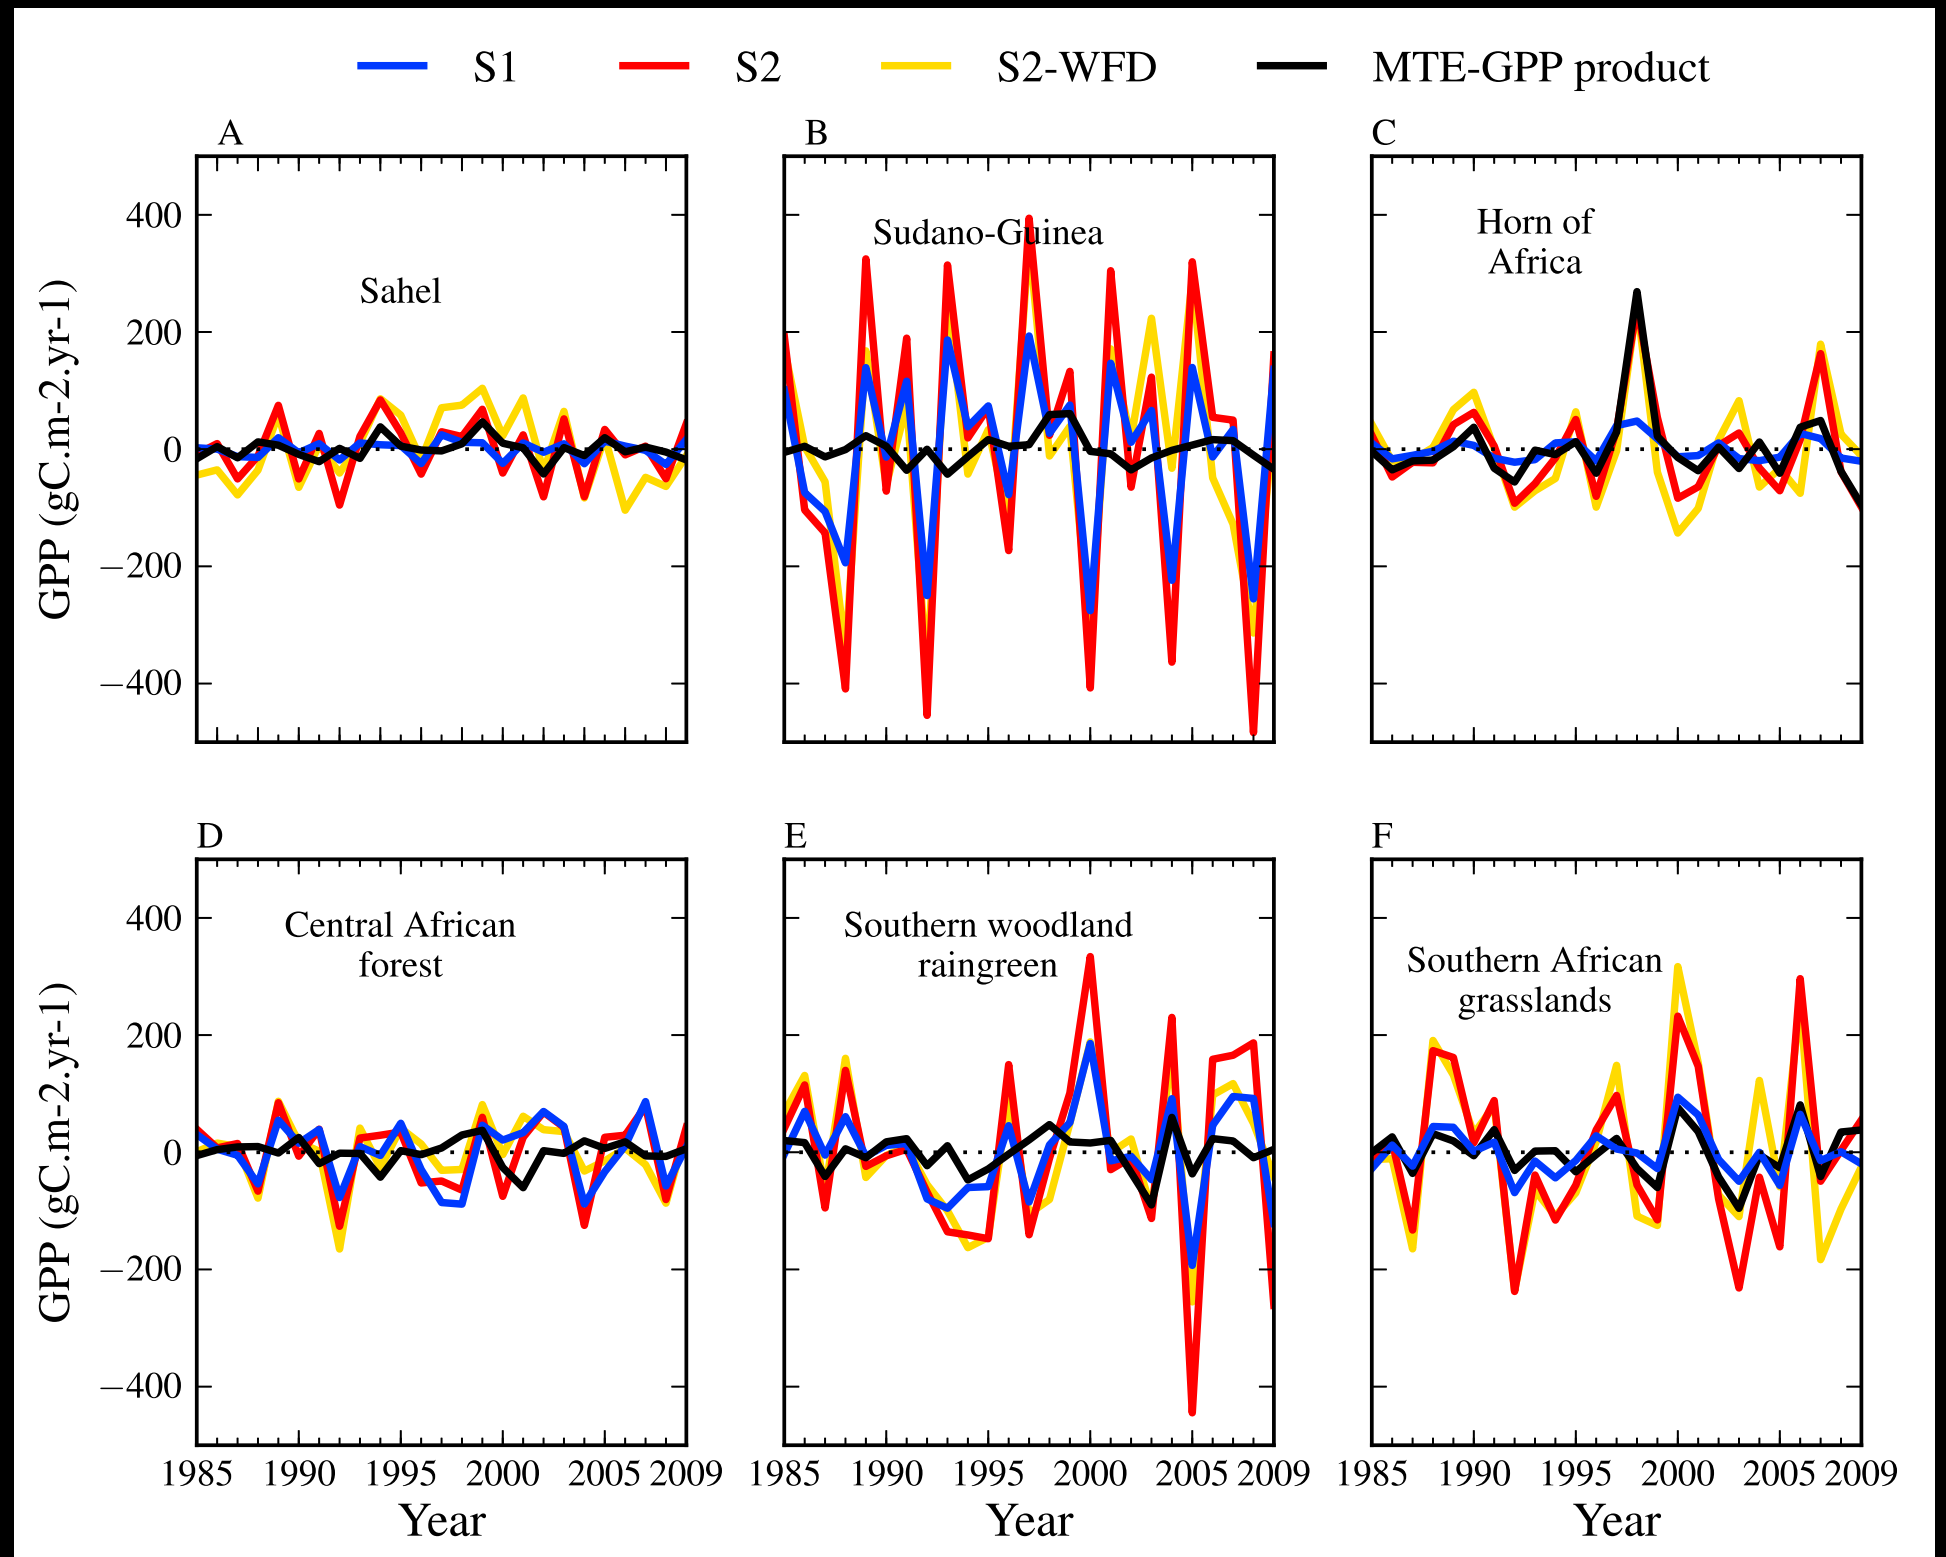 S1 S2 S2-WFD MTE-GPP product
A B C
Sahel
Sudano-Guinea
Horn of
Africa
400
200
0
−200
−400
GPP (gC.m-2.yr-1)
D E F
Central African
forest
Southern woodland
raingreen
Southern African
grasslands
400
200
0
−200
−400
GPP (gC.m-2.yr-1)
1985 1990 1995 2000 2005 2009 1985 1990 1995 2000 2005 2009 1985 1990 1995 2000 2005 2009
Year Year Year